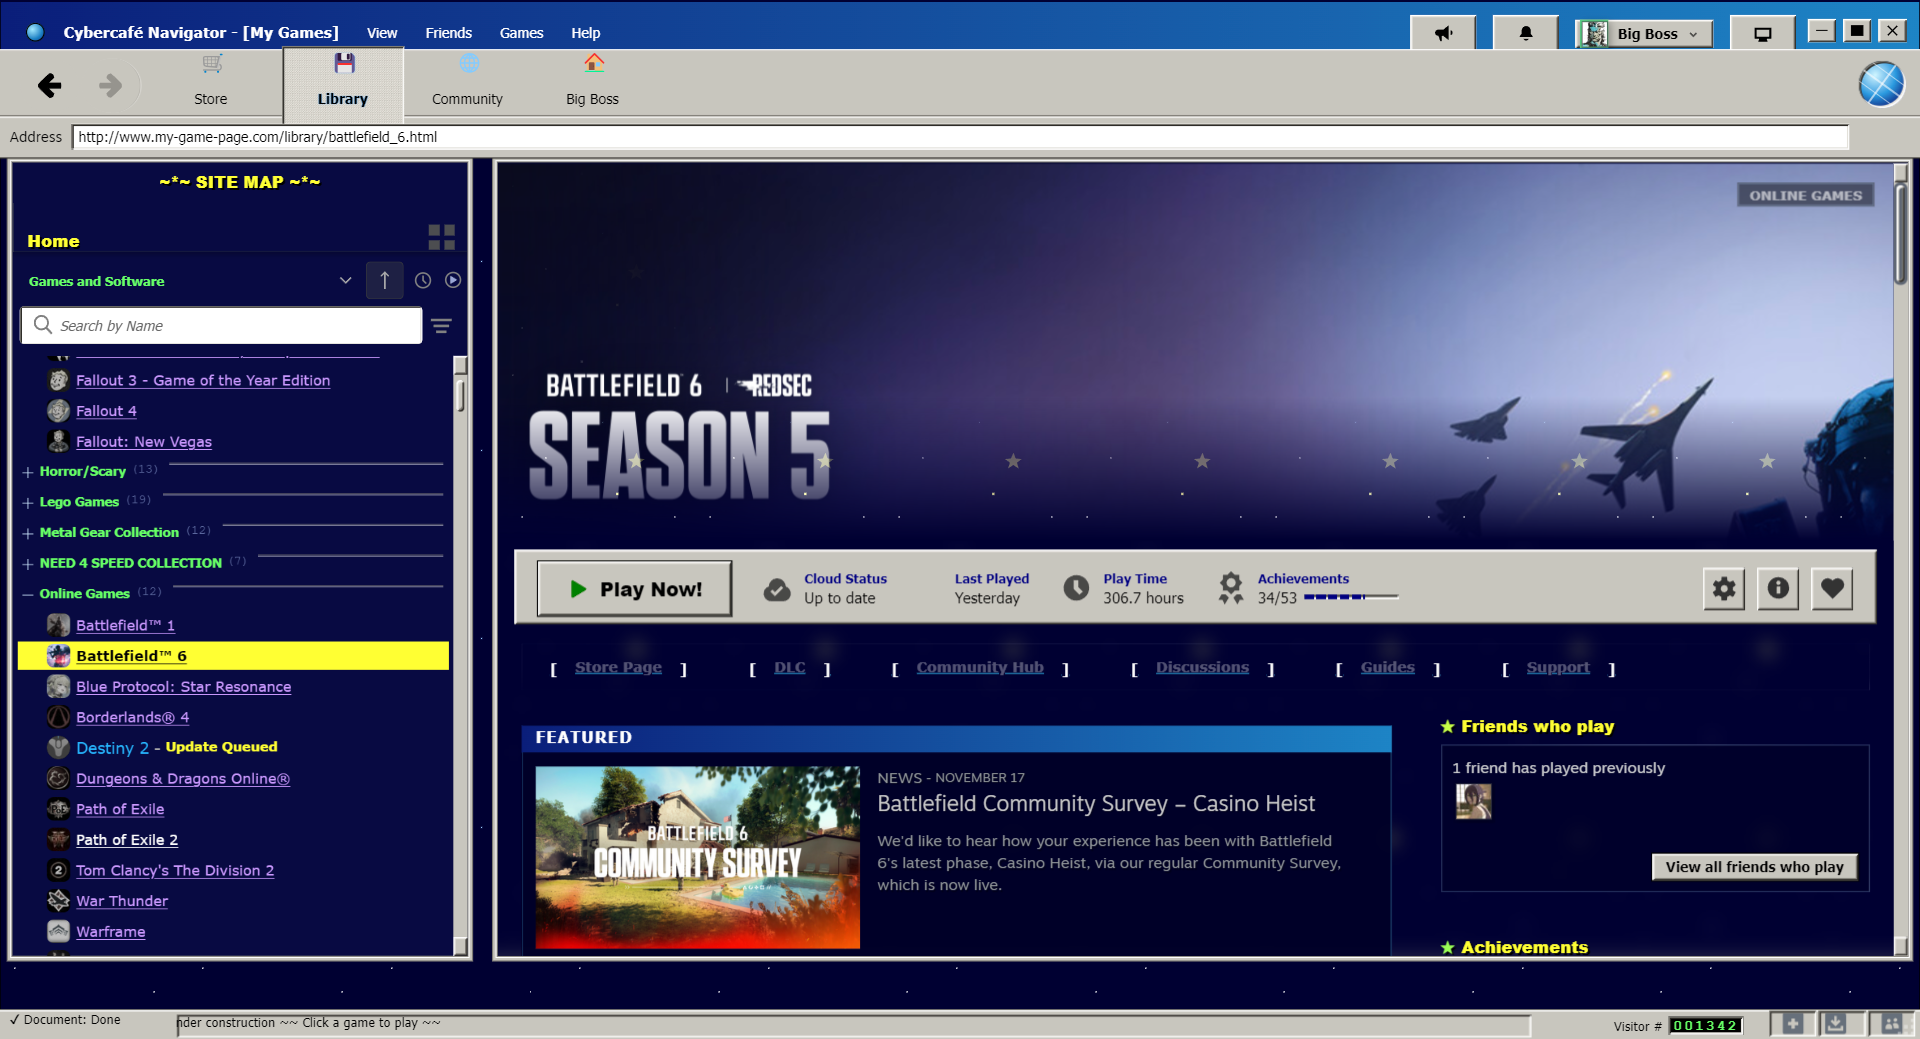 Cybercafé Navigator - [My Games] View Friends Games Help Big Boss
Store Library Community Big Boss
Address http://www.my-game-page.com/library/battlefield_6.html
~*~ SITE MAP ~*~
Home
Games and Software
Search by Name
Fallout 3 - Game of the Year Edition
Fallout 4
Fallout: New Vegas
+ Horror/Scary (13)
+ Lego Games (19)
+ Metal Gear Collection (12)
+ NEED 4 SPEED COLLECTION (7)
– Online Games (12)
Battlefield™ 1
Battlefield™ 6
Blue Protocol: Star Resonance
Borderlands® 4
Destiny 2 - Update Queued
Dungeons & Dragons Online®
Path of Exile
Path of Exile 2
Tom Clancy's The Division 2
War Thunder
Warframe
ONLINE GAMES
BATTLEFIELD 6 | REDSEC
SEASON 5
Play Now!
Cloud Status
Up to date
Last Played
Yesterday
Play Time
306.7 hours
Achievements
34/53
[ Store Page ] [ DLC ] [ Community Hub ] [ Discussions ] [ Guides ] [ Support ]
FEATURED
BATTLEFIELD 6
COMMUNITY SURVEY
NEWS - NOVEMBER 17
Battlefield Community Survey – Casino Heist
We'd like to hear how your experience has been with Battlefield
6's latest phase, Casino Heist, via our regular Community Survey,
which is now live.
★ Friends who play
1 friend has played previously
View all friends who play
★ Achievements
✓ Document: Done
nder construction ~~ Click a game to play ~~
Visitor # 001342